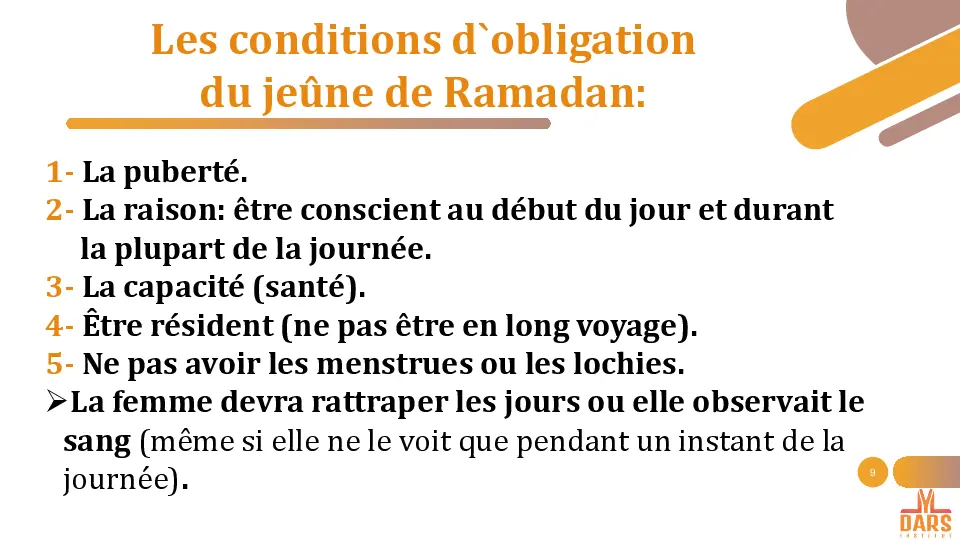 Les conditions d`obligation
du jeûne de Ramadan:
1- La puberté.
2- La raison: être conscient au début du jour et durant
la plupart de la journée.
3- La capacité (santé).
4- Être résident (ne pas être en long voyage).
5- Ne pas avoir les menstrues ou les lochies.
➢La femme devra rattraper les jours ou elle observait le
sang (même si elle ne le voit que pendant un instant de la
journée).
9
DARS
INSTITUT